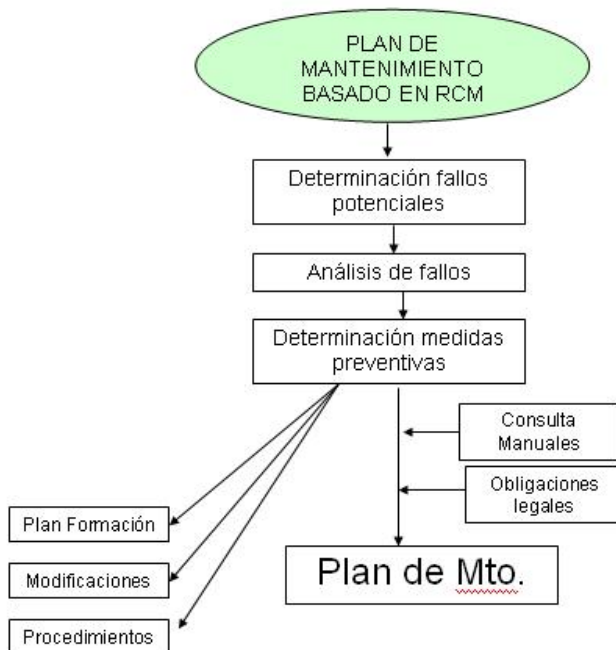 PLAN DE
MANTENIMIENTO
BASADO EN RCM
Determinación fallos
potenciales
Análisis de fallos
Determinación medidas
preventivas
Consulta
Manuales
Obligaciones
legales
Plan Formación
Modificaciones
Procedimientos
Plan de Mto.